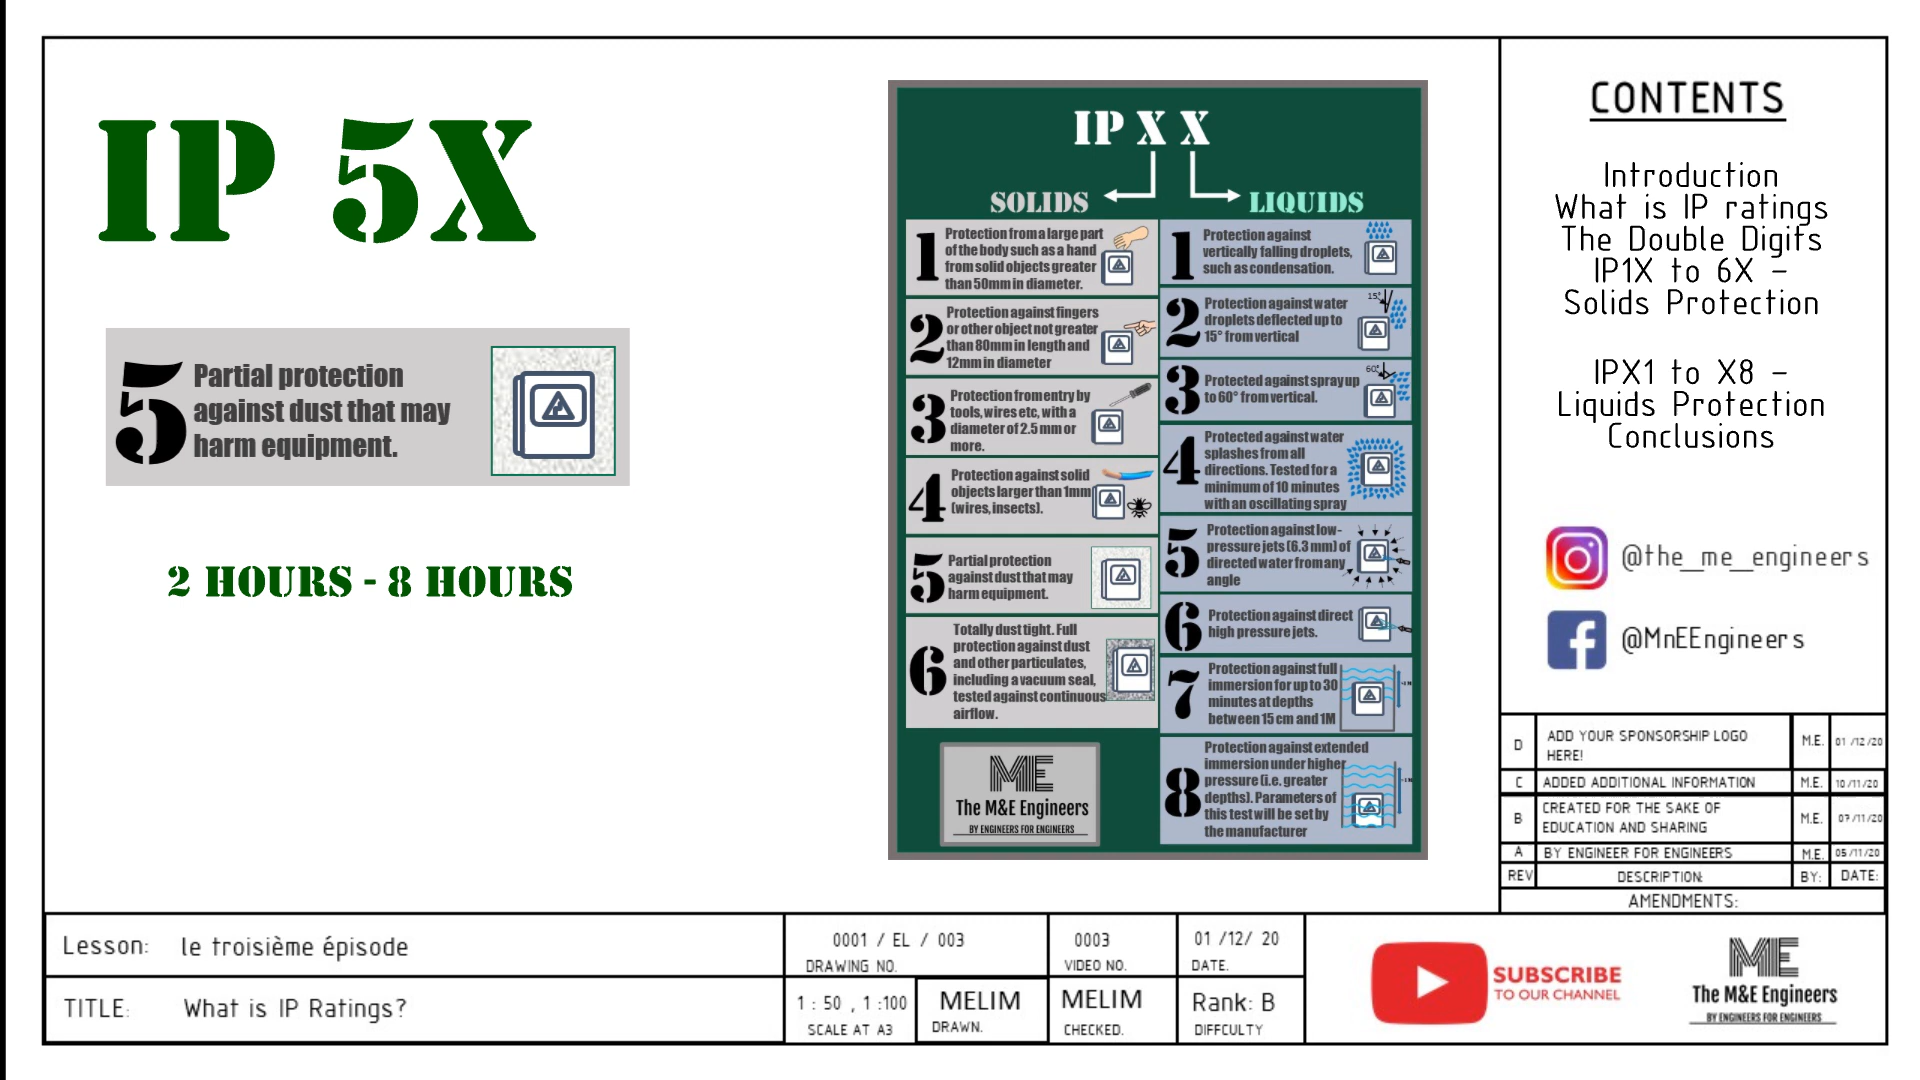 IP 5X
5
Partial protection
against dust that may
harm equipment.
2 HOURS - 8 HOURS
IP X X
SOLIDS
LIQUIDS
1
Protection from a large part
of the body such as a hand
from solid objects greater
than 50mm in diameter.
2
Protection against fingers
or other object not greater
than 80mm in length and
12mm in diameter
3
Protection from entry by
tools, wires etc, with a
diameter of 2.5 mm or
more.
4
Protection against solid
objects larger than 1mm
(wires, insects).
5
Partial protection
against dust that may
harm equipment.
6
Totally dust tight. Full
protection against dust
and other particulates,
including a vacuum seal,
tested against continuous
airflow.
1
Protection against
vertically falling droplets,
such as condensation.
2
Protection against water
droplets deflected up to
15° from vertical
15°
3
Protected against spray up
to 60° from vertical.
60°
4
Protected against water
splashes from all
directions. Tested for a
minimum of 10 minutes
with an oscillating spray
5
Protection against low-
pressure jets (6.3 mm) of
directed water from any
angle
6
Protection against direct
high pressure jets.
7
Protection against full
immersion for up to 30
minutes at depths
between 15 cm and 1M
8
Protection against extended
immersion under higher
pressure (i.e. greater
depths). Parameters of
this test will be set by
the manufacturer
ME
The M&E Engineers
BY ENGINEERS FOR ENGINEERS
CONTENTS
Introduction
What is IP ratings
The Double Digits
IP1X to 6X -
Solids Protection
IPX1 to X8 -
Liquids Protection
Conclusions
@the_me_engineers
@MnEEngineers
D ADD YOUR SPONSORSHIP LOGO HERE! M.E. 01 /12 /20
C ADDED ADDITIONAL INFORMATION M.E. 10/11/20
B CREATED FOR THE SAKE OF EDUCATION AND SHARING M.E. 07/11/20
A BY ENGINEER FOR ENGINEERS M.E. 05/11/20
REV DESCRIPTION: BY: DATE:
AMENDMENTS:
Lesson: le troisième épisode
TITLE: What is IP Ratings?
0001 / EL / 003
DRAWING NO.
0003
VIDEO NO.
01 /12/ 20
DATE.
1 : 50 , 1 :100
SCALE AT A3
MELIM
DRAWN.
MELIM
CHECKED.
Rank: B
DIFFCULTY
SUBSCRIBE
TO OUR CHANNEL
ME
The M&E Engineers
BY ENGINEERS FOR ENGINEERS